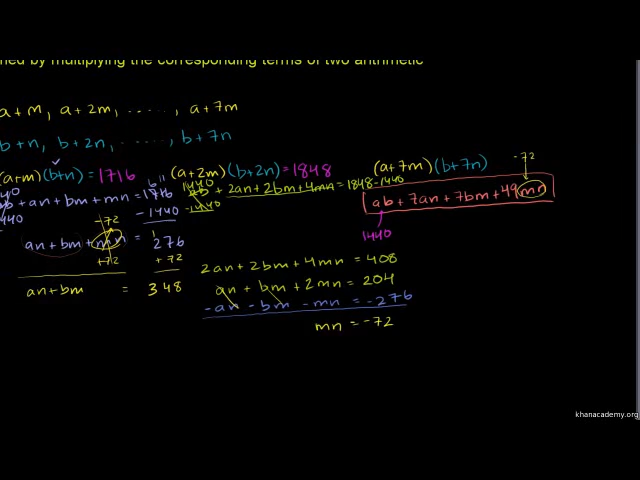 ned by multiplying the corresponding terms of two arithmetic
a + m, a + 2m, ....., a + 7m
b + n, b + 2n, ....., b + 7n
(a+m)(b+n) = 1716
(a+2m)(b+2n) = 1848
(a+7m)(b+7n)
-72
+ an + bm + mn = 1716
- 1440
1440
ab + 2an + 2bm + 4mn = 1848 - 1440
-1440
ab + 7an + 7bm + 49mn
1440
-72
an + bm + mn = 276
+72 +72
an + bm = 348
2an + 2bm + 4mn = 408
an + bm + 2mn = 204
-an - bm - mn = -276
mn = -72
khanacademy.org